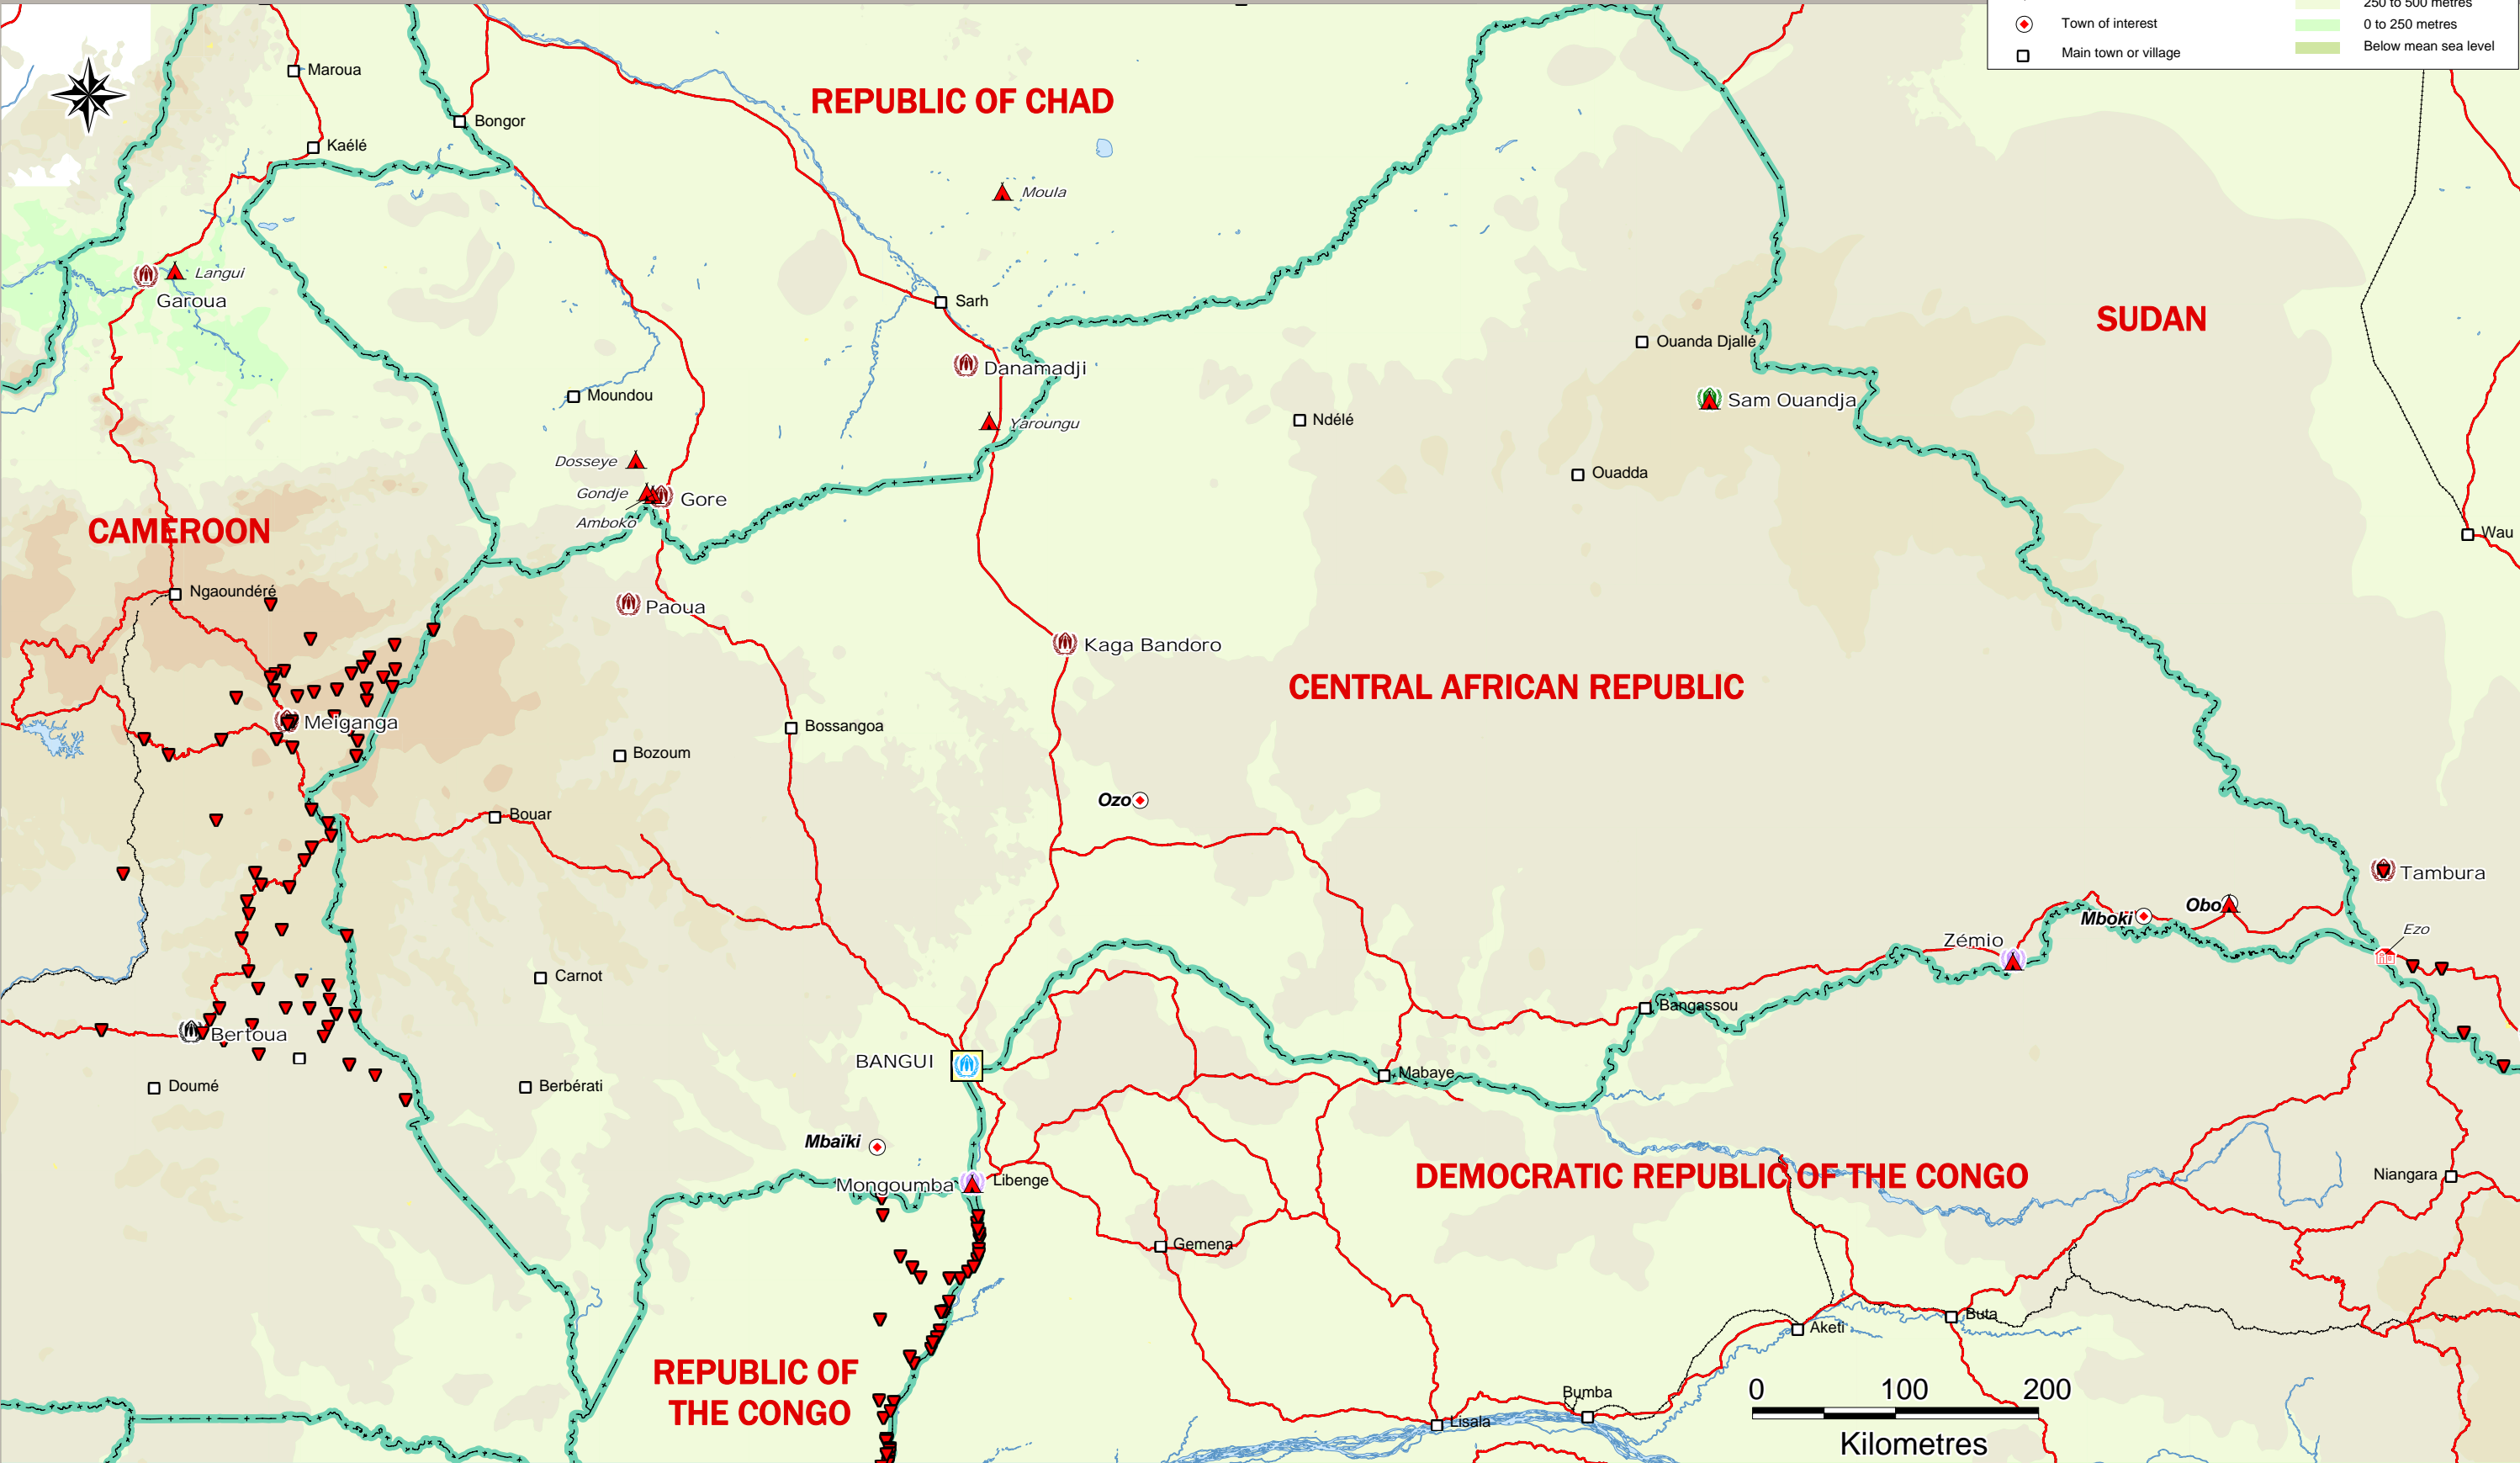 250 to 500 metres
Town of interest
0 to 250 metres
Main town or village
Below mean sea level
Maroua
REPUBLIC OF CHAD
Bongor
Kaélé
Moula
Langui
Garoua
Sarh
SUDAN
Ouanda Djallé
Danamadji
Moundou
Sam Ouandja
Ndélé
Yaroungu
Dosseye
Ouadda
Gondje
Gore
Amboko
CAMEROON
Wau
Ngaoundéré
Paoua
Kaga Bandoro
CENTRAL AFRICAN REPUBLIC
Meiganga
Bossangoa
Bozoum
Ozo
Bouar
Tambura
Obo
Mboki
Ezo
Zémio
Carnot
Bangassou
Bertoua
BANGUI
Mabaye
Doumé
Berbérati
Mbaïki
DEMOCRATIC REPUBLIC OF THE CONGO
Niangara
Mongoumba
Libenge
Gemena
Buta
Aketi
REPUBLIC OF
THE CONGO
0 100 200
Bumba
Lisala
Kilometres